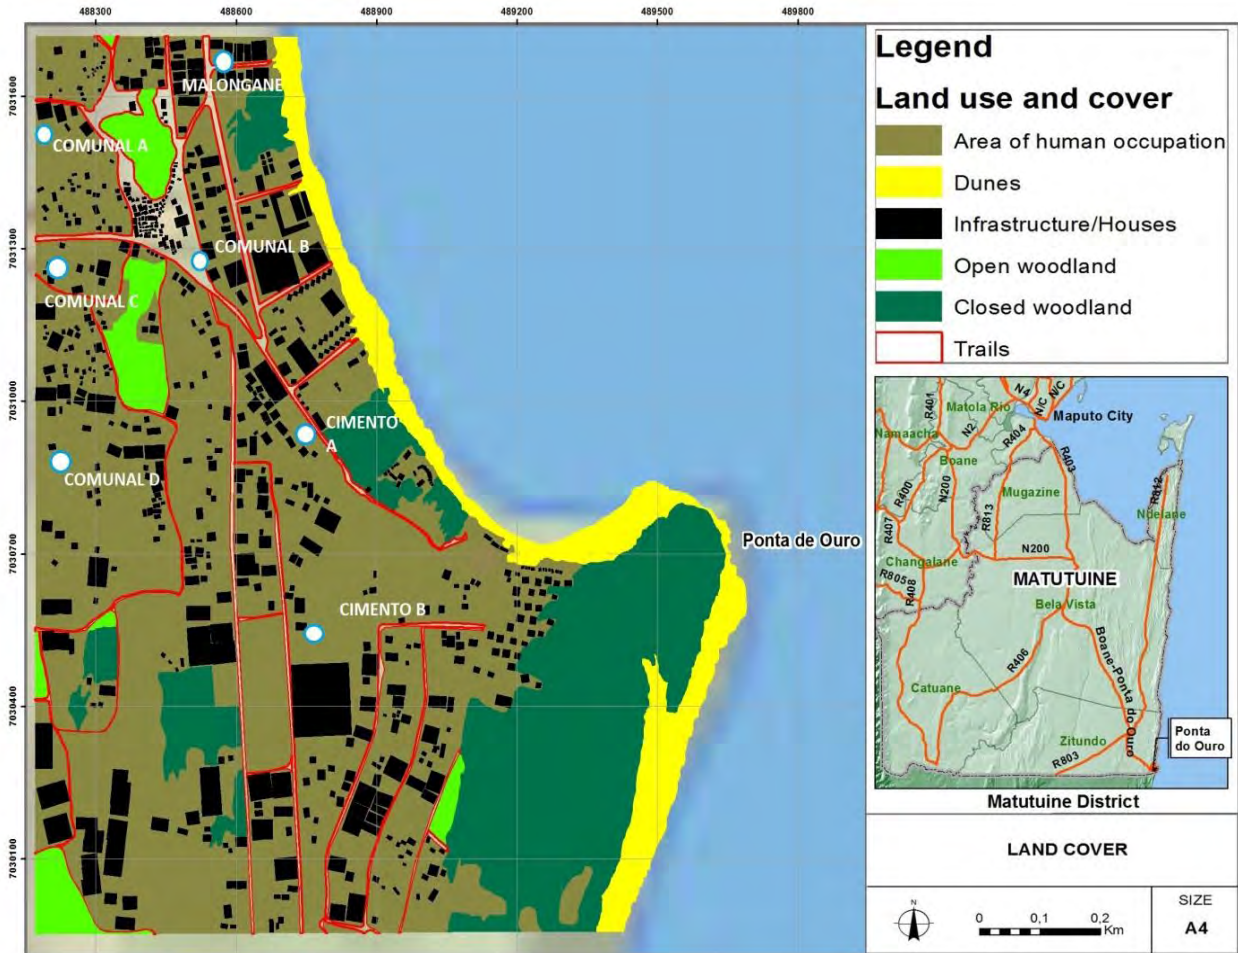 488300
488600
488900
489200
489500
489800
7031600
7031300
7031000
7030700
7030400
7030100
MALONGANE
COMUNAL A
COMUNAL B
COMUNAL C
CIMENTO
A
COMUNAL D
CIMENTO B
Ponta de Ouro
Legend
Land use and cover
Area of human occupation
Dunes
Infrastructure/Houses
Open woodland
Closed woodland
Trails
N4
N/C
N/C
R401
Matola Rio
Maputo City
Namaacha
N2
R404
R403
Boane
R400
N200
Mugazine
R812
Ndelane
R407
R813
Changalane
N200
R805
R408
MATUTUINE
Bela Vista
R406
Boane-Ponta do Ouro
Catuane
Zitundo
R803
Ponta
do Ouro
Matutuine District
LAND COVER
N
0 0,1 0,2
Km
SIZE
A4